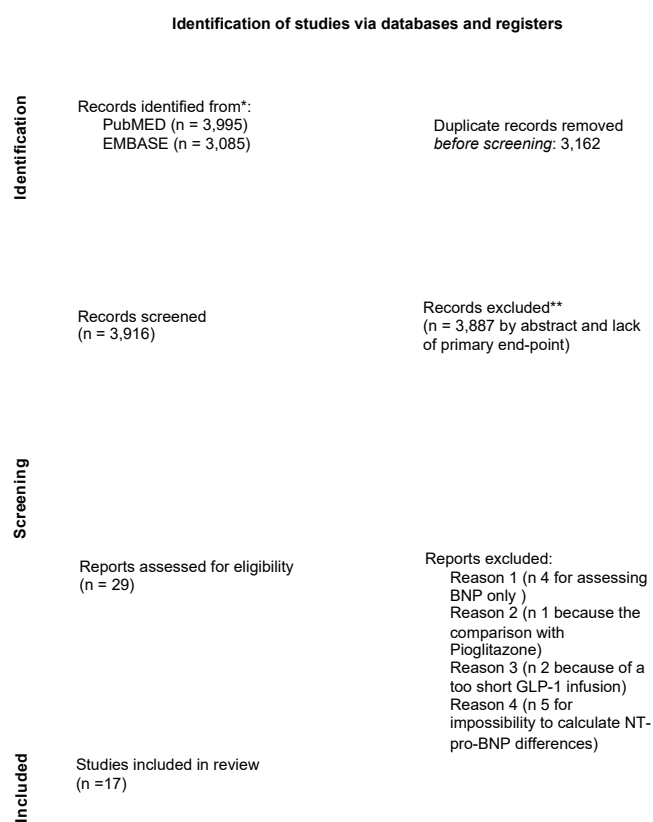 Identification of studies via databases and registers
Identification
Records identified from*:
PubMED (n = 3,995)
EMBASE (n = 3,085)
Duplicate records removed
before screening: 3,162
Screening
Records screened
(n = 3,916)
Records excluded**
(n = 3,887 by abstract and lack
of primary end-point)
Reports assessed for eligibility
(n = 29)
Reports excluded:
Reason 1 (n 4 for assessing
BNP only )
Reason 2 (n 1 because the
comparison with
Pioglitazone)
Reason 3 (n 2 because of a
too short GLP-1 infusion)
Reason 4 (n 5 for
impossibility to calculate NT-
pro-BNP differences)
Included
Studies included in review
(n =17)